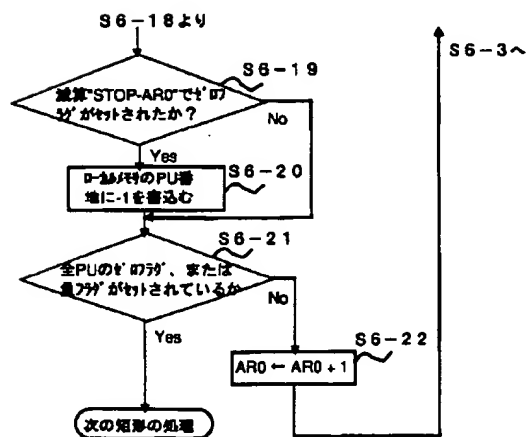 S6-18より
S6-3へ
S6-19
減算"STOP-AR0"でゼロフ
ラグがセットされたか？
No
Yes
S6-20
ローカルメモリのPU番
地に-1を書込む
S6-21
全PUのゼロフラグ、または
負フラグがセットされているか
No
Yes
S6-22
AR0 ← AR0 + 1
次の矩形の処理